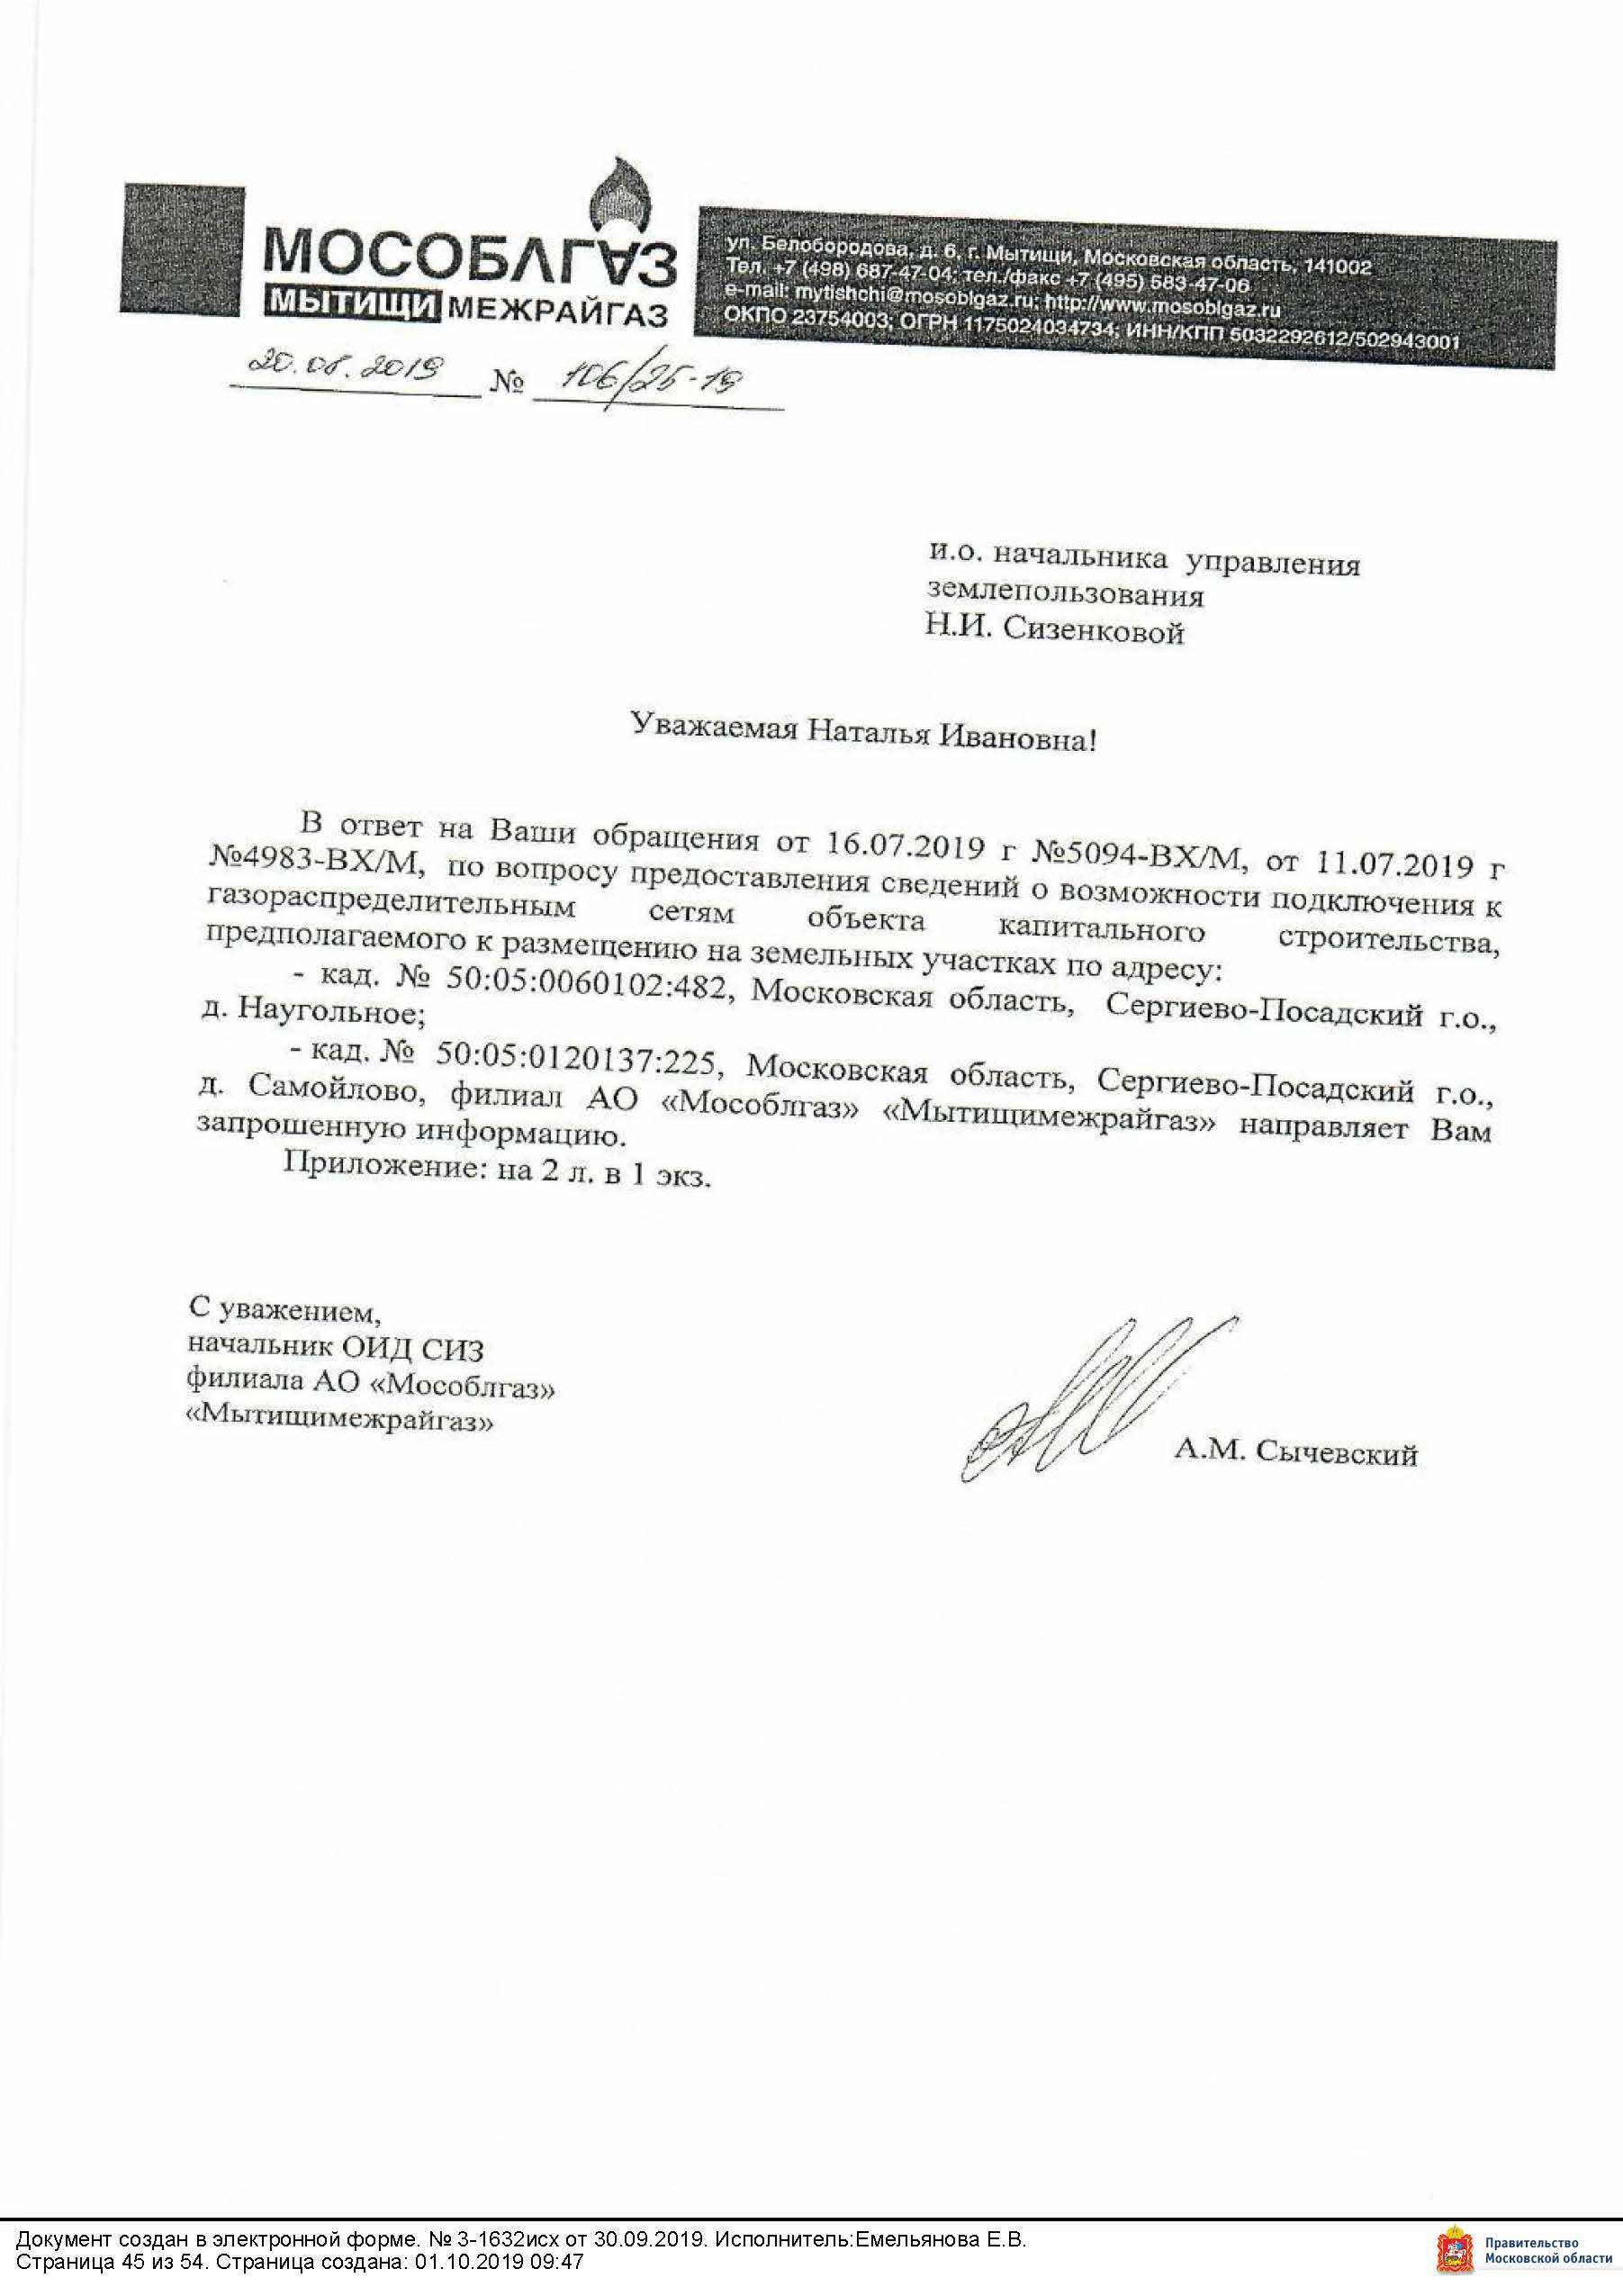 МОСОБЛГАЗ
МЫТИЩИ МЕЖРАЙГАЗ
ул. Белобородова, д. 6, г. Мытищи, Московская область, 141002
Тел. +7 (498) 687-47-04; тел./факс +7 (495) 583-47-06
e-mail: mytishchi@mosoblgaz.ru; http://www.mosoblgaz.ru
ОКПО 23754003; ОГРН 1175024034734; ИНН/КПП 5032292612/502943001
20.08.2019 № 106/25-19
и.о. начальника управления
землепользования
Н.И. Сизенковой
Уважаемая Наталья Ивановна!
В ответ на Ваши обращения от 16.07.2019 г №5094-ВХ/М, от 11.07.2019 г
№4983-ВХ/М, по вопросу предоставления сведений о возможности подключения к
газораспределительным сетям объекта капитального строительства,
предполагаемого к размещению на земельных участках по адресу:
- кад. № 50:05:0060102:482, Московская область, Сергиево-Посадский г.о.,
д. Наугольное;
- кад. № 50:05:0120137:225, Московская область, Сергиево-Посадский г.о.,
д. Самойлово, филиал АО «Мособлгаз» «Мытищимежрайгаз» направляет Вам
запрошенную информацию.
Приложение: на 2 л. в 1 экз.
С уважением,
начальник ОИД СИЗ
филиала АО «Мособлгаз»
«Мытищимежрайгаз»
А.М. Сычевский
Документ создан в электронной форме. № 3-1632исх от 30.09.2019. Исполнитель:Емельянова Е.В.
Страница 45 из 54. Страница создана: 01.10.2019 09:47
Правительство
Московской области